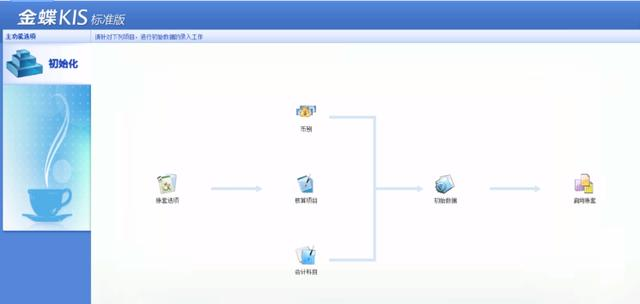 金蝶KIS 标准版
主功能选项
请针对下列项目，进行初始数据的录入工作
初始化
币别
账套选项
核算项目
初始数据
启用账套
会计科目